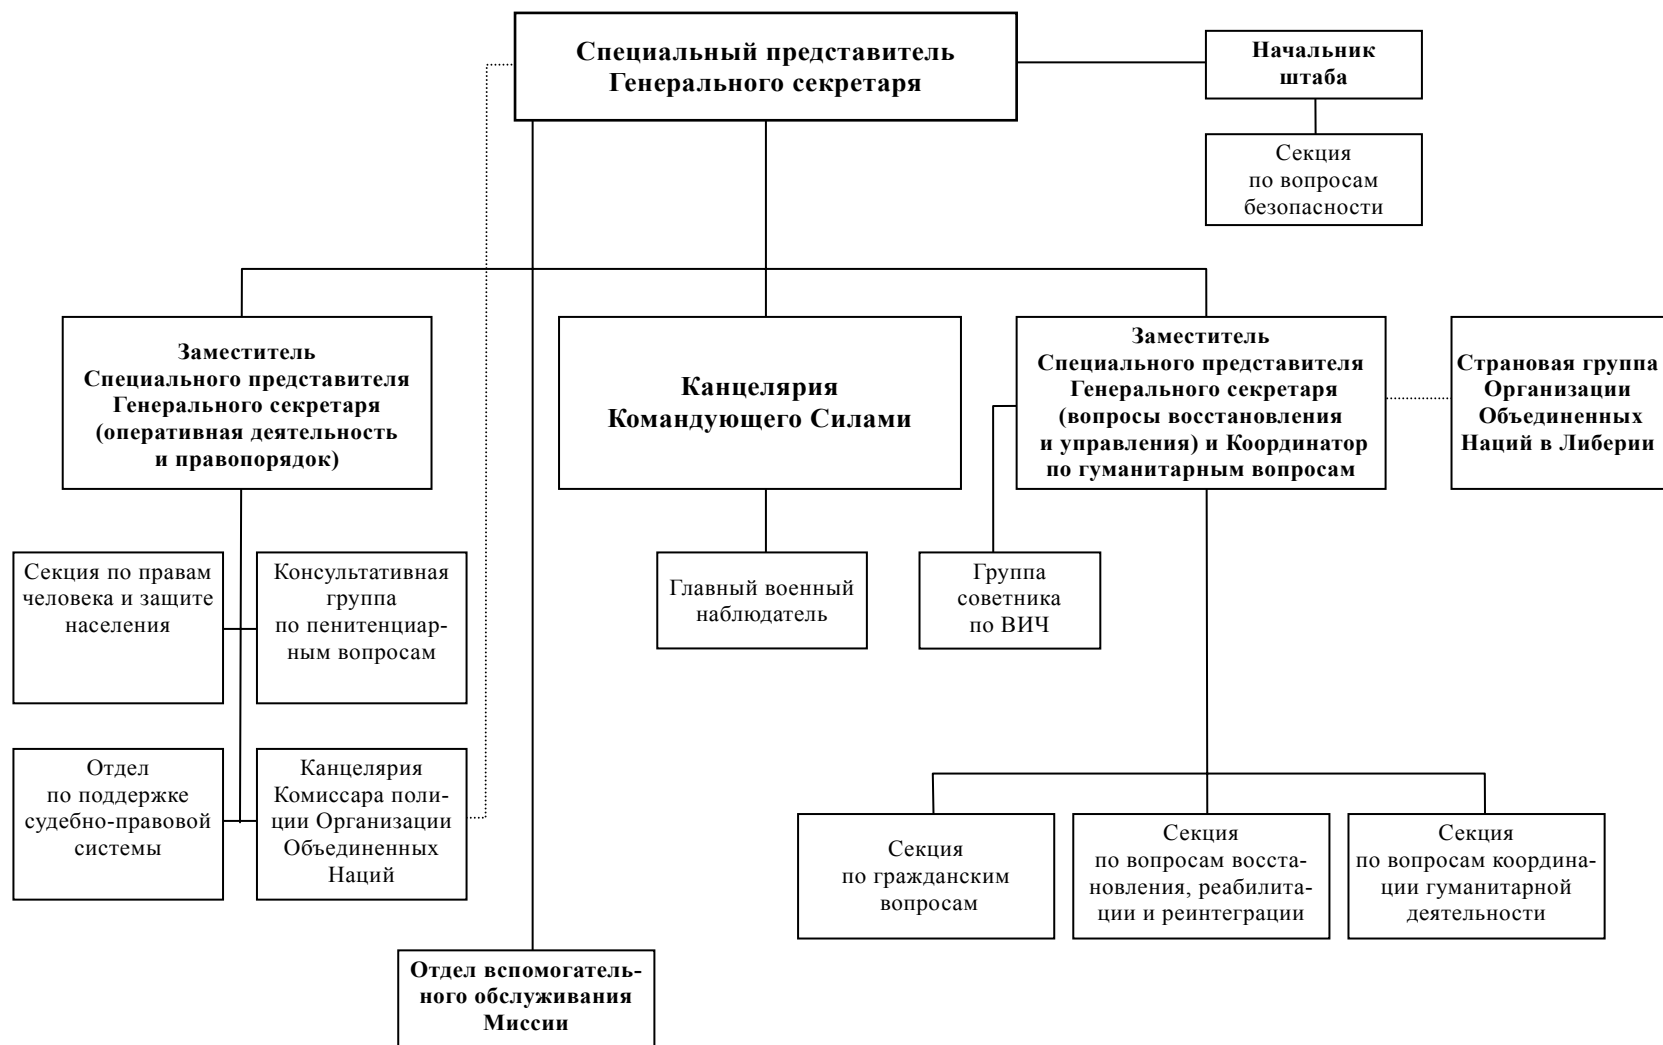 Специальный представитель
Генерального секретаря
Начальник
штаба
Секция
по вопросам
безопасности
Заместитель
Специального представителя
Генерального секретаря
(оперативная деятельность
и правопорядок)
Канцелярия
Командующего Силами
Заместитель
Специального представителя
Генерального секретаря
(вопросы восстановления
и управления) и Координатор
по гуманитарным вопросам
Страновая группа
Организации
Объединенных
Наций в Либерии
Секция по правам
человека и защите
населения
Консультативная
группа
по пенитенциар-
ным вопросам
Главный военный
наблюдатель
Группа
советника
по ВИЧ
Отдел
по поддержке
судебно-правовой
системы
Канцелярия
Комиссара поли-
ции Организации
Объединенных
Наций
Секция
по гражданским
вопросам
Секция
по вопросам восста-
новления, реабилита-
ции и реинтеграции
Секция
по вопросам координа-
ции гуманитарной
деятельности
Отдел вспомогатель-
ного обслуживания
Миссии